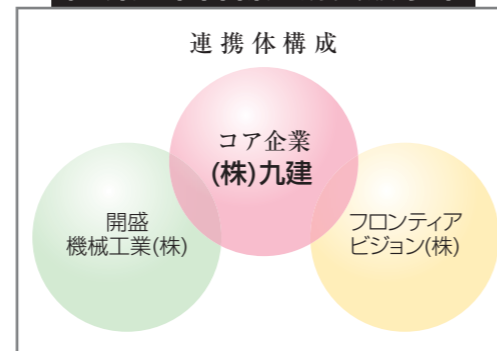 連携体構成
コア企業
(株)九建
開盛
機械工業(株)
フロンティア
ビジョン(株)